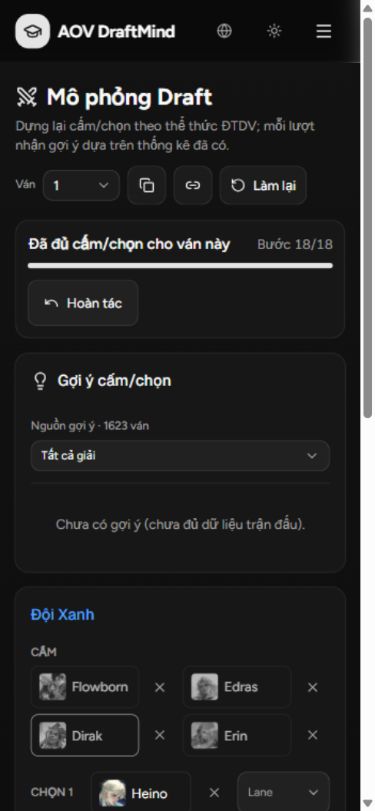 AOV DraftMind
Mô phỏng Draft
Dựng lại cấm/chọn theo thể thức ĐTDV; mỗi lượt
nhận gợi ý dựa trên thống kê đã có.
Ván 1 Làm lại
Đã đủ cấm/chọn cho ván này Bước 18/18
Hoàn tác
Gợi ý cấm/chọn
Nguồn gợi ý · 1623 ván
Tất cả giải
Chưa có gợi ý (chưa đủ dữ liệu trận đấu).
Đội Xanh
CẤM
Flowborn × Edras ×
Dirak × Erin ×
CHỌN 1 Heino × Lane